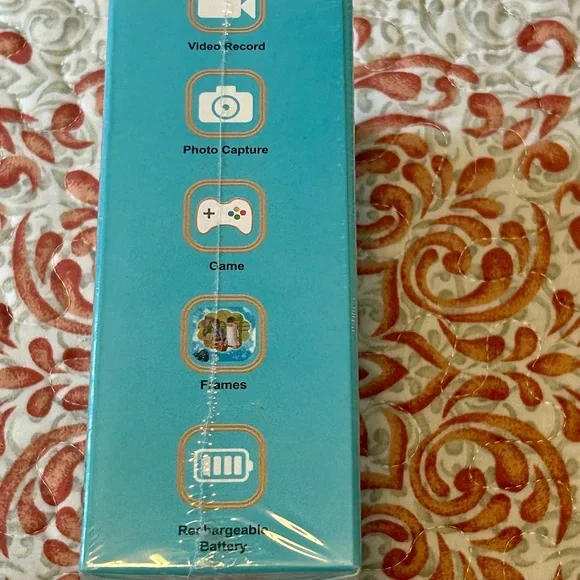 Video Record
Photo Capture
Game
Frames
Rechargeable
Battery